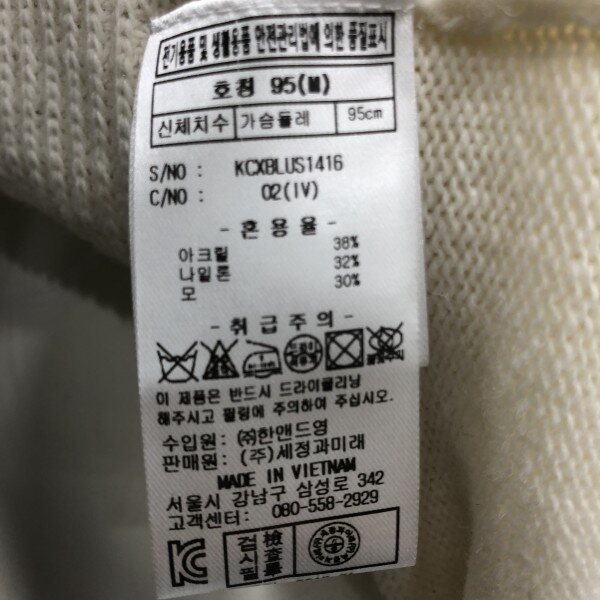 전기용품 및 생활용품 안전관리법에 의한 품질표시
호칭 95(M)
신체치수 가슴둘레 95cm
S/NO : KCXBLUS1416
C/NO : 02(IV)
- 혼 용 율 -
아크릴 38%
나일론 32%
모 30%
- 취 급 주 의 -
이 제품은 반드시 드라이클리닝
해주시고 필링에 주의하여 주십시오.
수입원: ㈜한앤드영
판매원: (주)세정과미래
MADE IN VIETNAM
서울시 강남구 삼성로 342
고객센터: 080-558-2929
검 檢
사 査
필